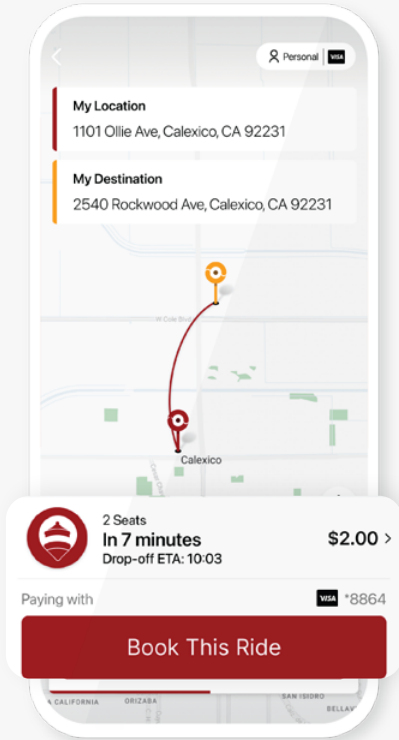 Personal VISA
My Location
1101 Ollie Ave, Calexico, CA 92231
My Destination
2540 Rockwood Ave, Calexico, CA 92231
Calexico
2 Seats
In 7 minutes
$2.00 >
Drop-off ETA: 10:03
Paying with
VISA *8864
Book This Ride
CALIFORNIA
ORIZABA
SAN ISIDRO